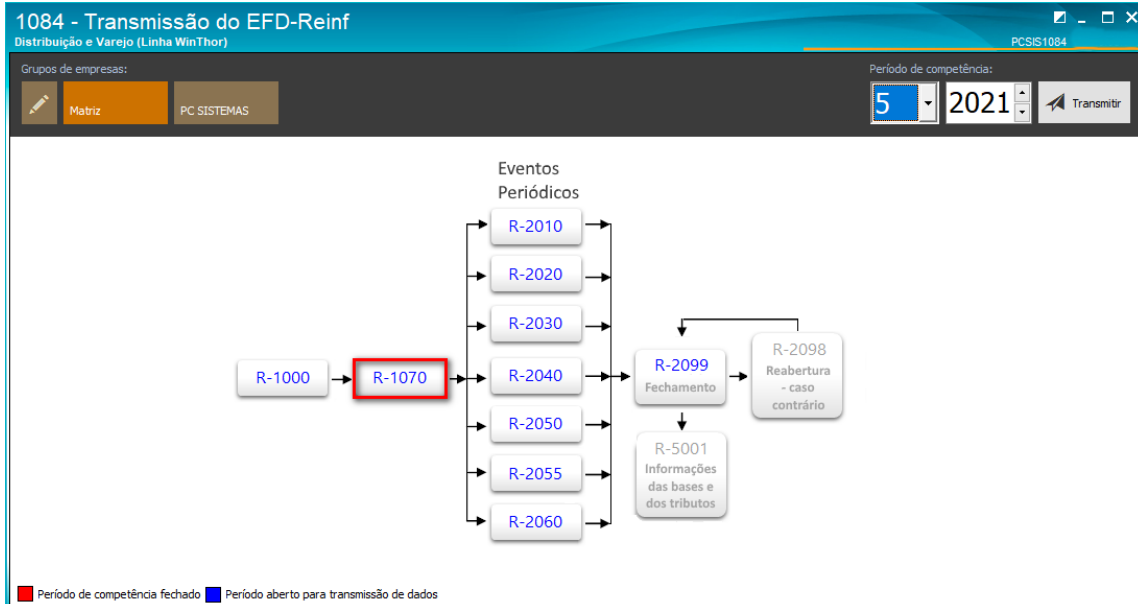 1084 - Transmissão do EFD-Reinf
Distribuição e Varejo (Linha WinThor)
PCSIS1084
Grupos de empresas:
Período de competência:
Matriz
PC SISTEMAS
5
2021
Transmitir
Eventos
Periódicos
R-2010
R-2020
R-2030
R-1000
R-1070
R-2040
R-2050
R-2055
R-2060
R-2099
Fechamento
R-2098
Reabertura
- caso
contrário
R-5001
Informações
das bases e
dos tributos
Período de competência fechado
Período aberto para transmissão de dados